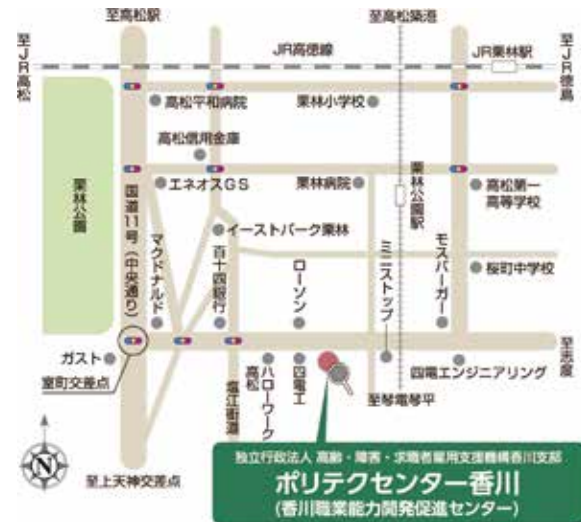 至高松駅
至高松築港
至JR高松
JR高徳線
JR栗林駅
至JR徳島
高松平和病院
栗林小学校
高松信用金庫
栗林公園
国道11号(中央通り)
エネオスGS
栗林病院
栗林公園駅
高松第一
高等学校
イーストパーク栗林
マクドナルド
百十四銀行
ローソン
ミニストップ
モスバーガー
桜町中学校
ガスト
室町交差点
塩江街道
ハローワーク
高松
四電工
四電エンジニアリング
至志度
至琴電琴平
N
至上天神交差点
独立行政法人 高齢・障害・求職者雇用支援機構香川支部
ポリテクセンター香川
(香川職業能力開発促進センター)